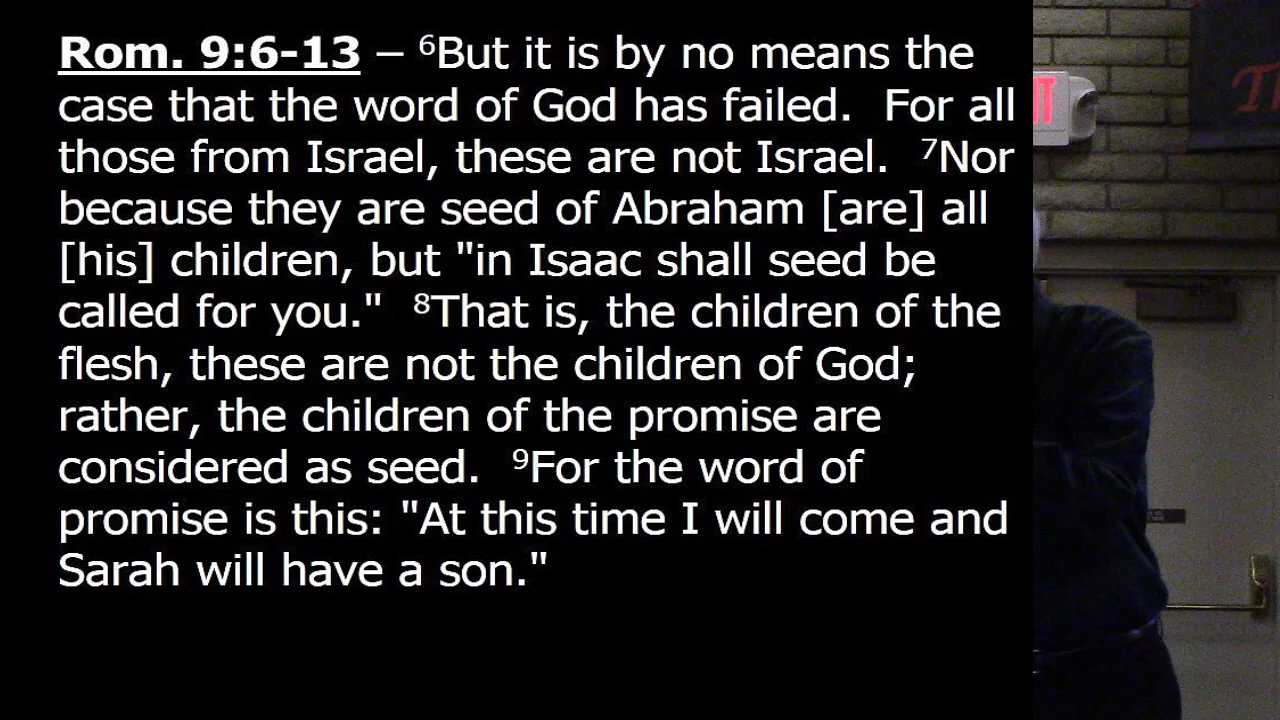 Rom. 9:6-13 – ⁶But it is by no means the
case that the word of God has failed.  For all
those from Israel, these are not Israel.  ⁷Nor
because they are seed of Abraham [are] all
[his] children, but "in Isaac shall seed be
called for you."  ⁸That is, the children of the
flesh, these are not the children of God;
rather, the children of the promise are
considered as seed.  ⁹For the word of
promise is this: "At this time I will come and
Sarah will have a son."